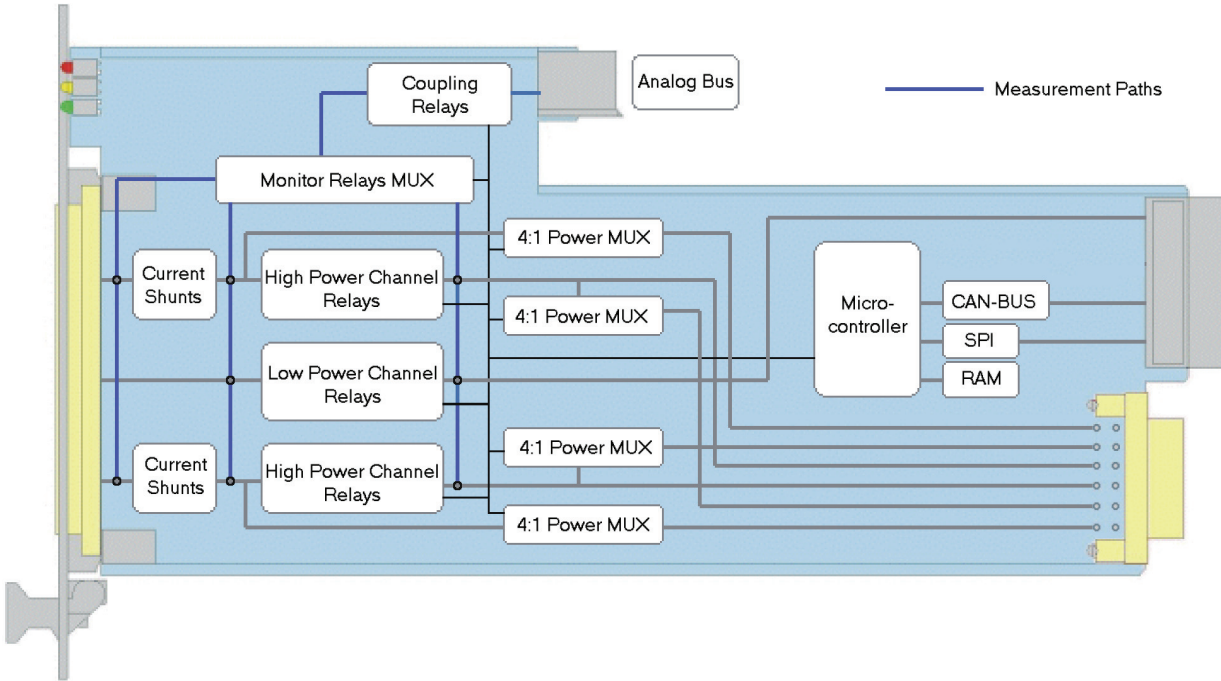 Coupling
Relays
Analog Bus
Measurement Paths
Monitor Relays MUX
4:1 Power MUX
Current
Shunts
High Power Channel
Relays
4:1 Power MUX
Micro-
controller
CAN-BUS
SPI
RAM
Low Power Channel
Relays
4:1 Power MUX
Current
Shunts
High Power Channel
Relays
4:1 Power MUX